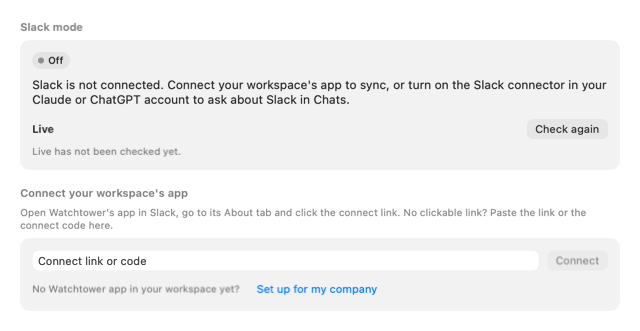 Slack mode
Off
Slack is not connected. Connect your workspace's app to sync, or turn on the Slack connector in your
Claude or ChatGPT account to ask about Slack in Chats.
Live
Check again
Live has not been checked yet.
Connect your workspace's app
Open Watchtower's app in Slack, go to its About tab and click the connect link. No clickable link? Paste the link or the
connect code here.
Connect link or code
Connect
No Watchtower app in your workspace yet?
Set up for my company